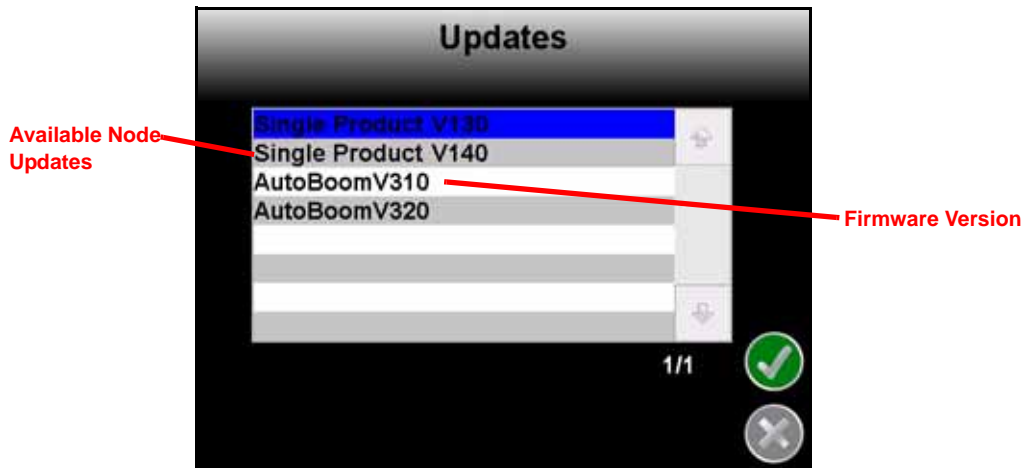 Updates
Single Product V130
Available Node
Updates
Single Product V140
AutoBoomV310
AutoBoomV320
Firmware Version
1/1